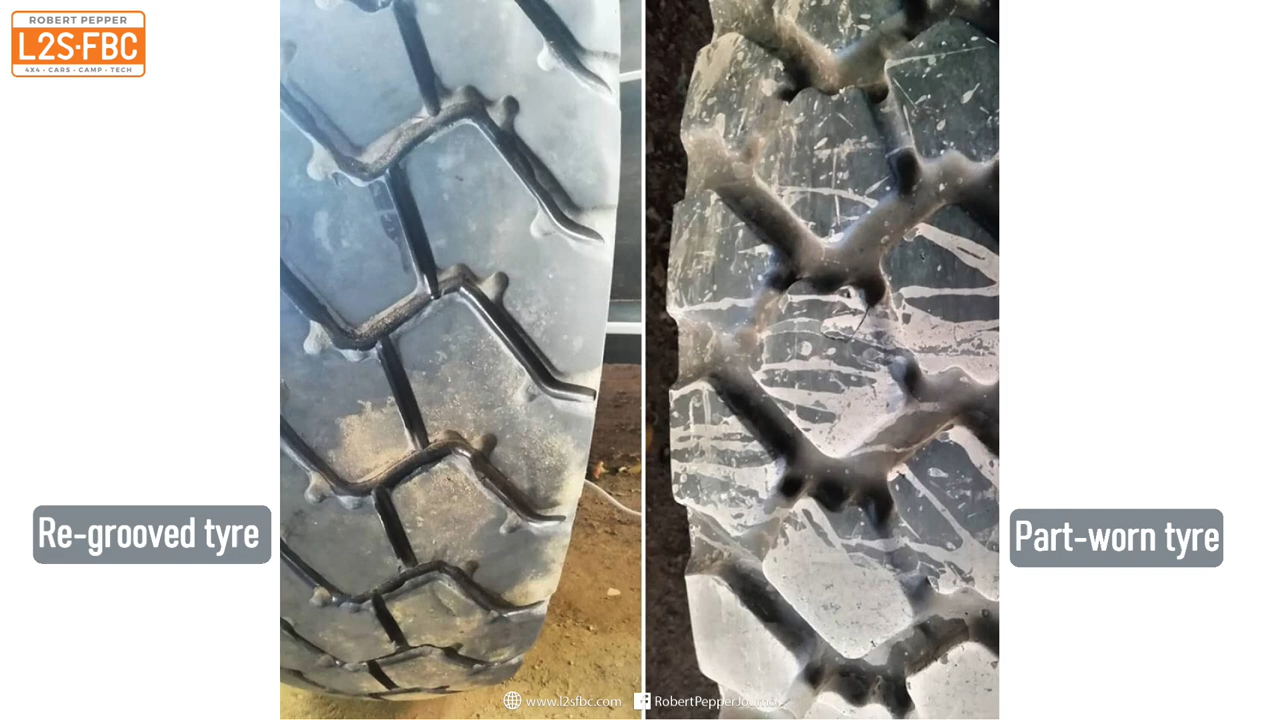 ROBERT PEPPER
L2S·FBC
4X4 · CARS · CAMP · TECH
Re-grooved tyre
Part-worn tyre
www.l2sfbc.com